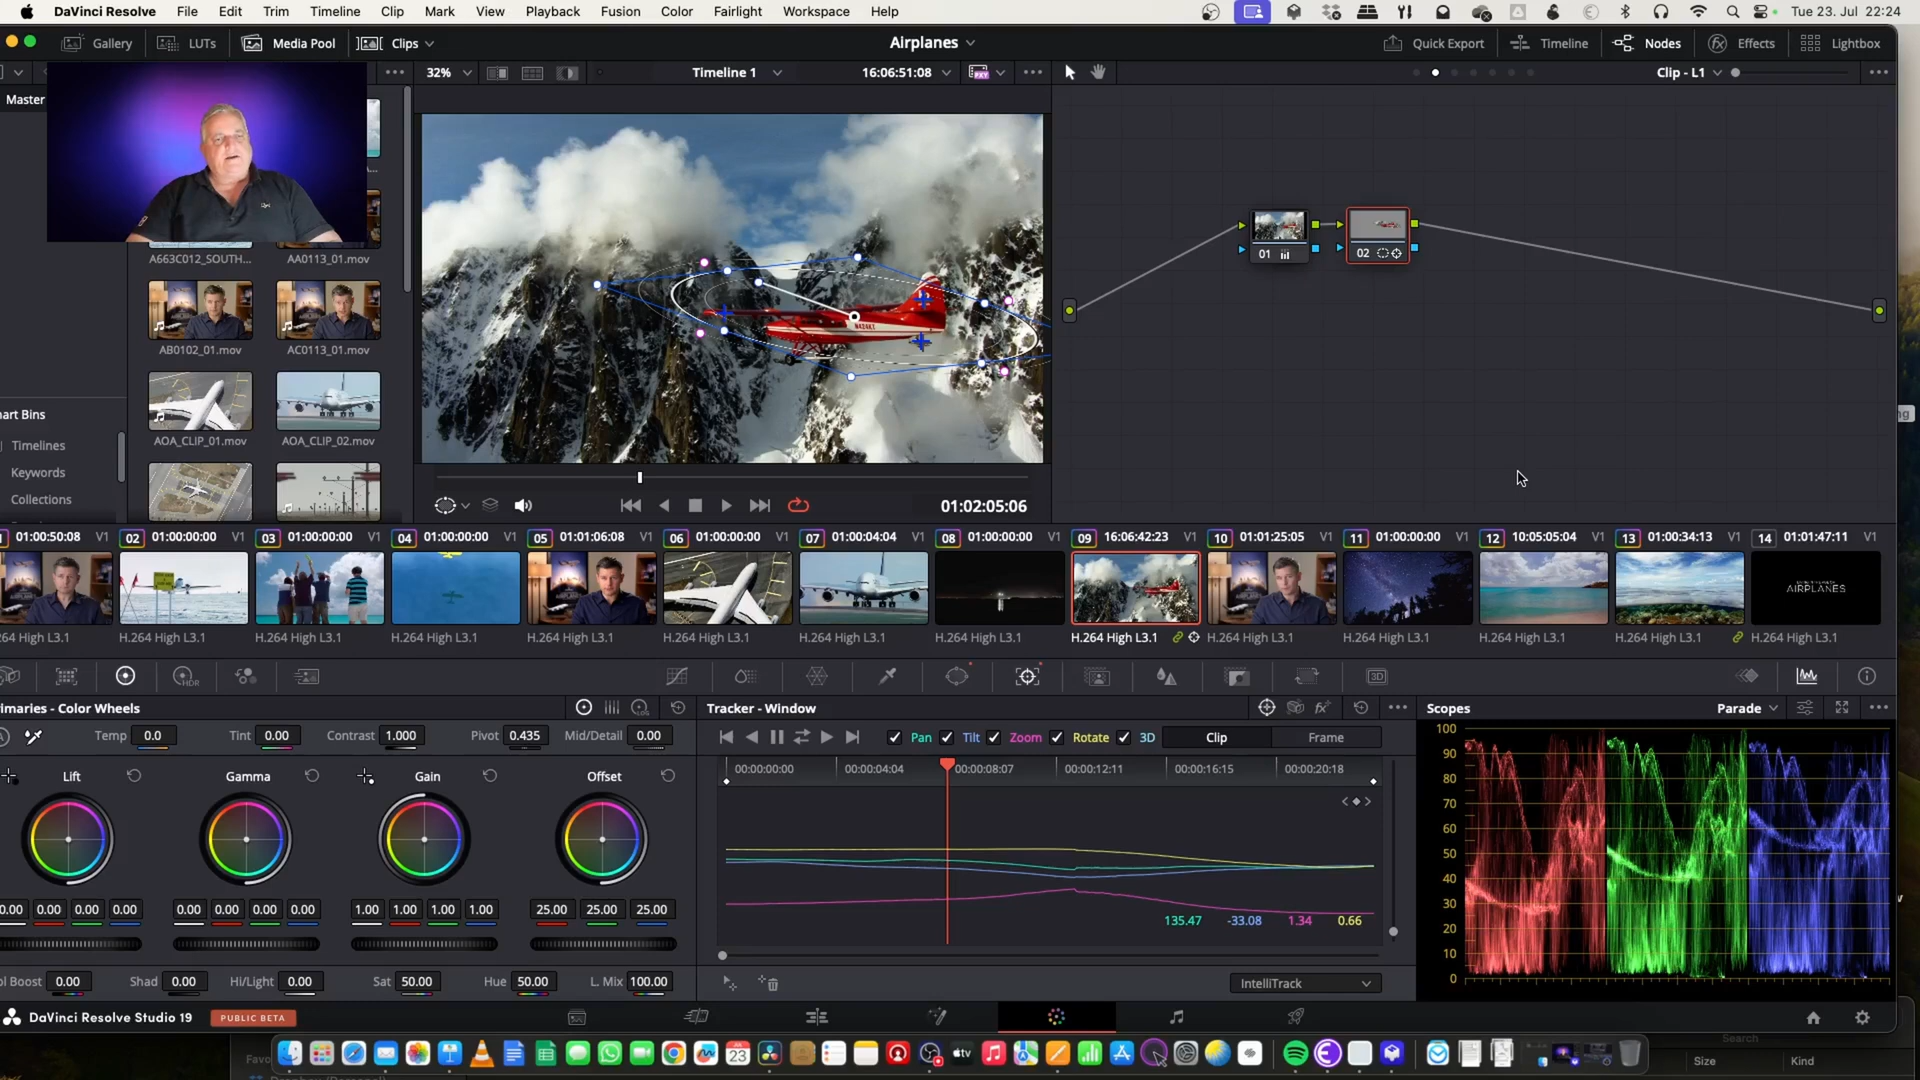 DaVinci Resolve File Edit Trim Timeline Clip Mark View Playback Fusion Color Fairlight Workspace Help Tue 23. Jul 22:24
Gallery LUTs Media Pool Clips Airplanes Quick Export Timeline Nodes Effects Lightbox
32% Timeline 1 16:06:51:08 PXY Clip - L1
Master
A663C012_SOUTH... AA0113_01.mov
AB0102_01.mov AC0113_01.mov
AOA_CLIP_01.mov AOA_CLIP_02.mov
art Bins
Timelines
Keywords
Collections
01 02
01:02:05:06
01:00:50:08 V1 02 01:00:00:00 V1 03 01:00:00:00 V1 04 01:00:00:00 V1 05 01:01:06:08 V1 06 01:00:00:00 V1 07 01:00:04:04 V1 08 01:00:00:00 V1 09 16:06:42:23 V1 10 01:01:25:05 V1 11 01:00:00:00 V1 12 10:05:05:04 V1 13 01:00:34:13 V1 14 01:01:47:11 V1
AIRPLANES
64 High L3.1 H.264 High L3.1 H.264 High L3.1 H.264 High L3.1 H.264 High L3.1 H.264 High L3.1 H.264 High L3.1 H.264 High L3.1 H.264 High L3.1 H.264 High L3.1 H.264 High L3.1 H.264 High L3.1 H.264 High L3.1 H.264 High L3.1
HDR 3D
rimaries - Color Wheels LOG Tracker - Window fx Scopes Parade
Temp 0.0 Tint 0.00 Contrast 1.000 Pivot 0.435 Mid/Detail 0.00 Pan Tilt Zoom Rotate 3D Clip Frame
Lift Gamma Gain Offset
00:00:00:00 00:00:04:04 00:00:08:07 00:00:12:11 00:00:16:15 00:00:20:18
100
90
80
70
60
50
40
30
20
10
0
0.00 0.00 0.00 0.00 0.00 0.00 0.00 0.00 1.00 1.00 1.00 1.00 25.00 25.00 25.00
135.47 -33.08 1.34 0.66
ol Boost 0.00 Shad 0.00 Hi/Light 0.00 Sat 50.00 Hue 50.00 L. Mix 100.00 IntelliTrack
DaVinci Resolve Studio 19 PUBLIC BETA
Search
Favo
Size Kind